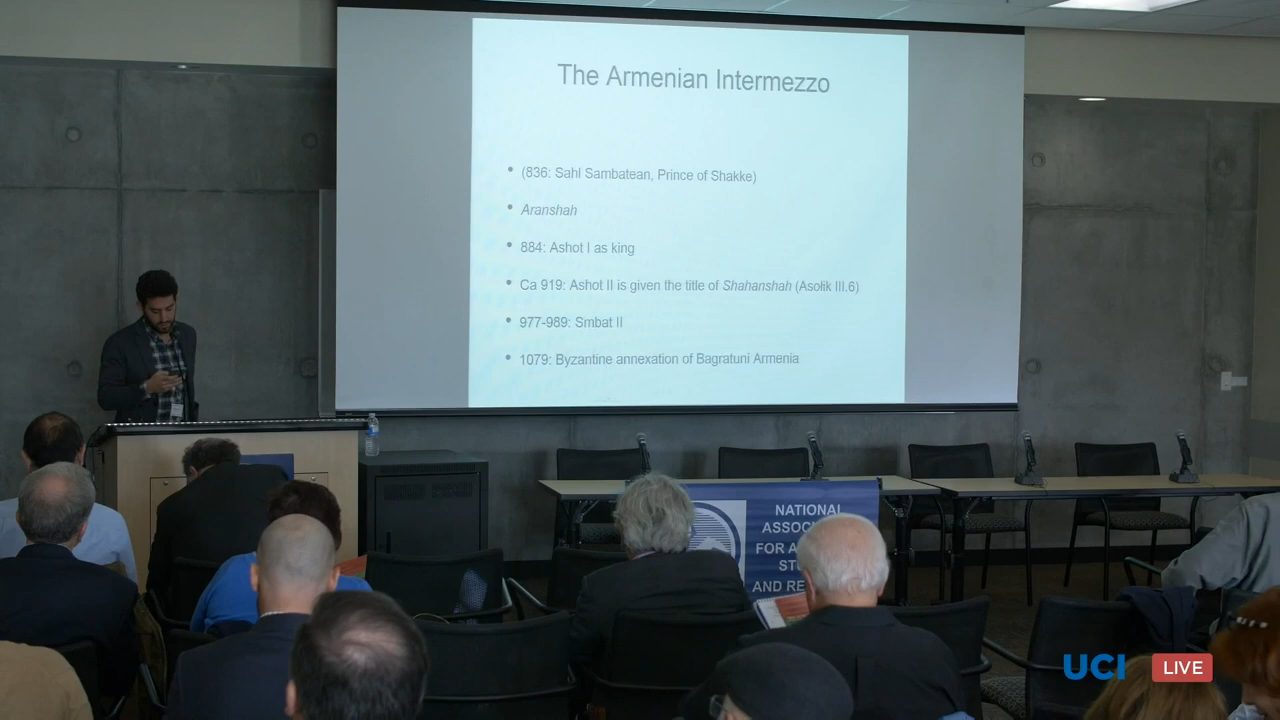 The Armenian Intermezzo
• (836: Sahl Sambatean, Prince of Shakke)
• Aranshah
• 884: Ashot I as king
• Ca 919: Ashot II is given the title of Shahanshah (Asolik III.6)
• 977-989: Smbat II
• 1079: Byzantine annexation of Bagratuni Armenia
NATIONAL
ASSOC
FOR A
ST
AND RE
UCI LIVE